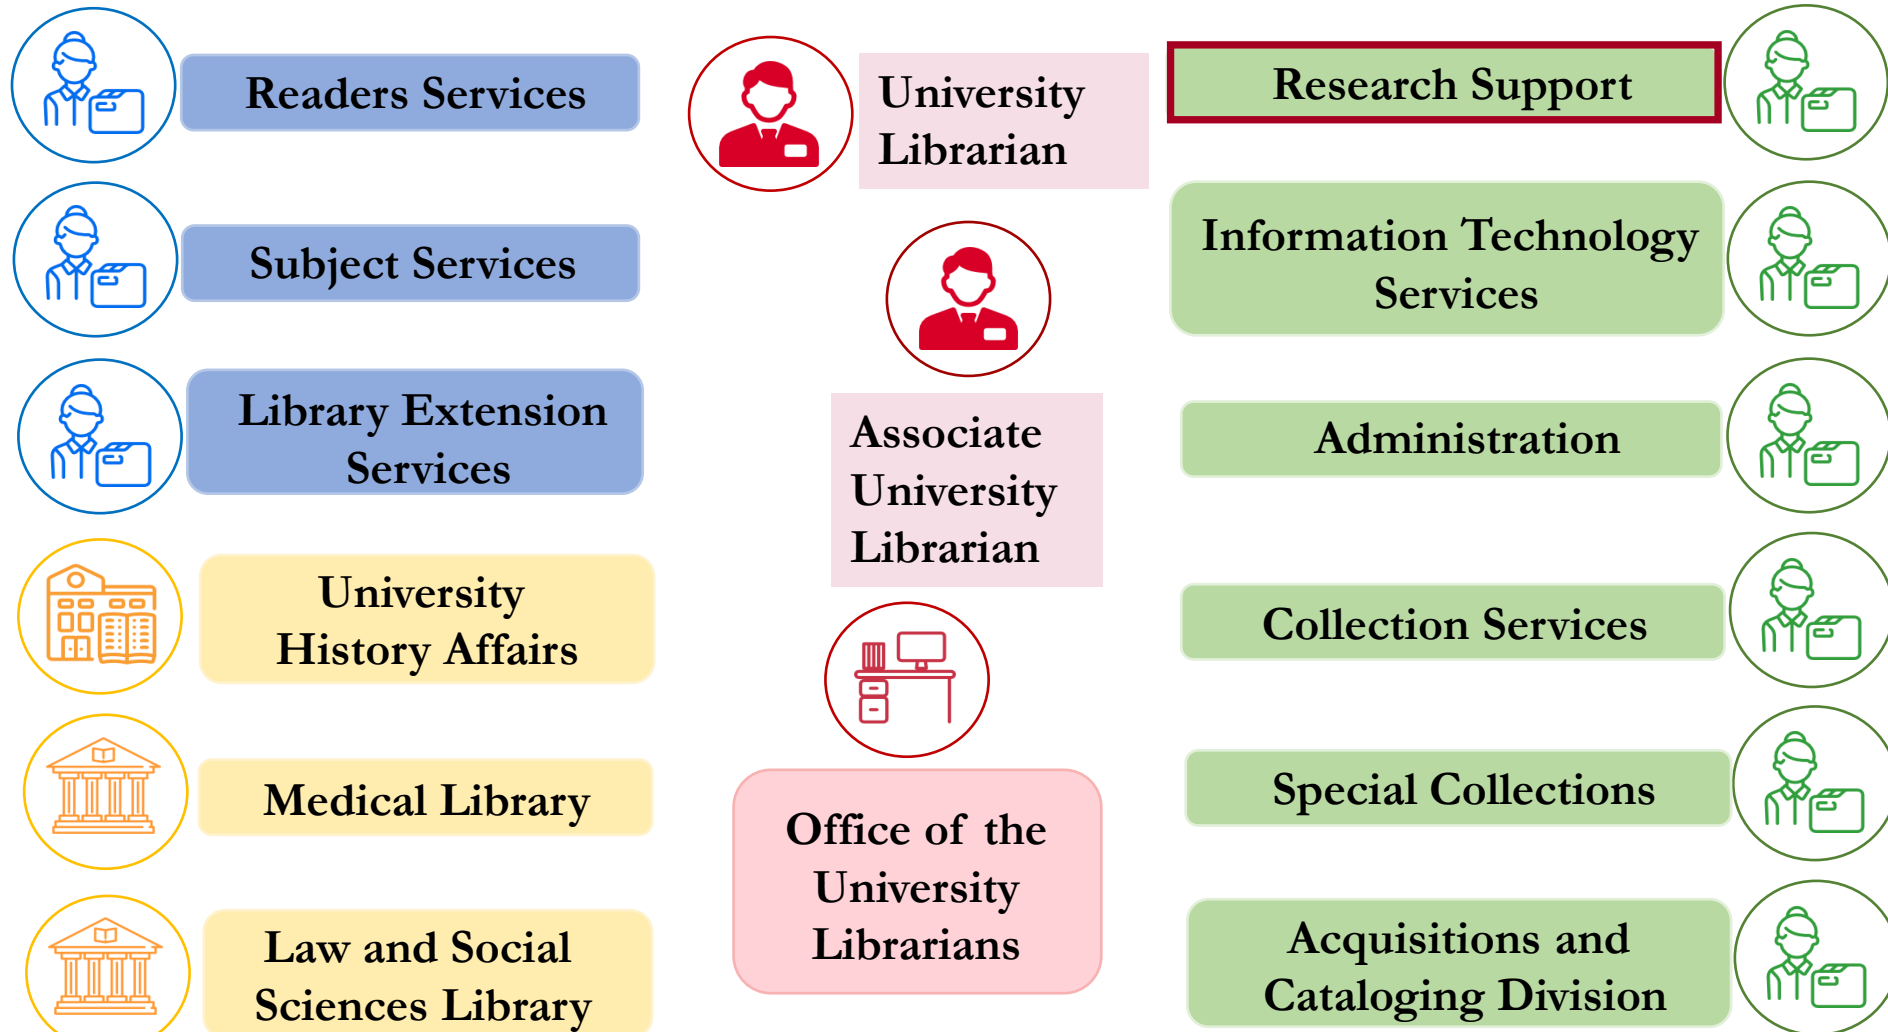 Readers Services
Subject Services
Library Extension
Services
University
History Affairs
Medical Library
Law and Social
Sciences Library
University
Librarian
Associate
University
Librarian
Office of the
University
Librarians
Research Support
Information Technology
Services
Administration
Collection Services
Special Collections
Acquisitions and
Cataloging Division